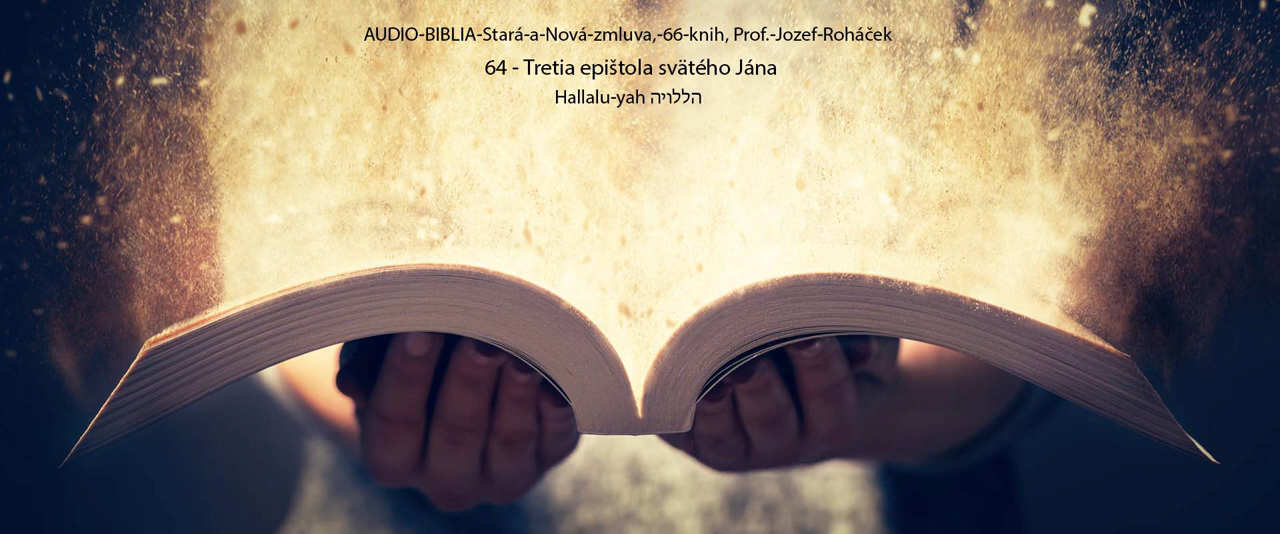 AUDIO-BIBLIA-Stará-a-Nová-zmluva,-66-knih, Prof.-Jozef-Roháček
64 - Tretia epištola svätého Jána
Hallalu-yah הללויה